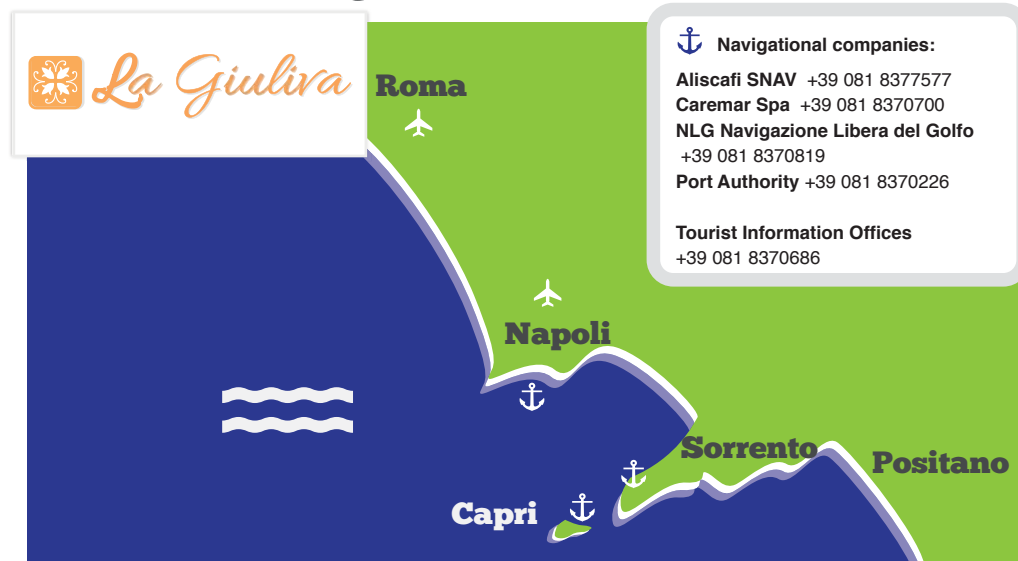 La Giuliva
Roma
Navigational companies:
Aliscafi SNAV +39 081 8377577
Caremar Spa +39 081 8370700
NLG Navigazione Libera del Golfo
+39 081 8370819
Port Authority +39 081 8370226
Tourist Information Offices
+39 081 8370686
Napoli
Sorrento
Positano
Capri